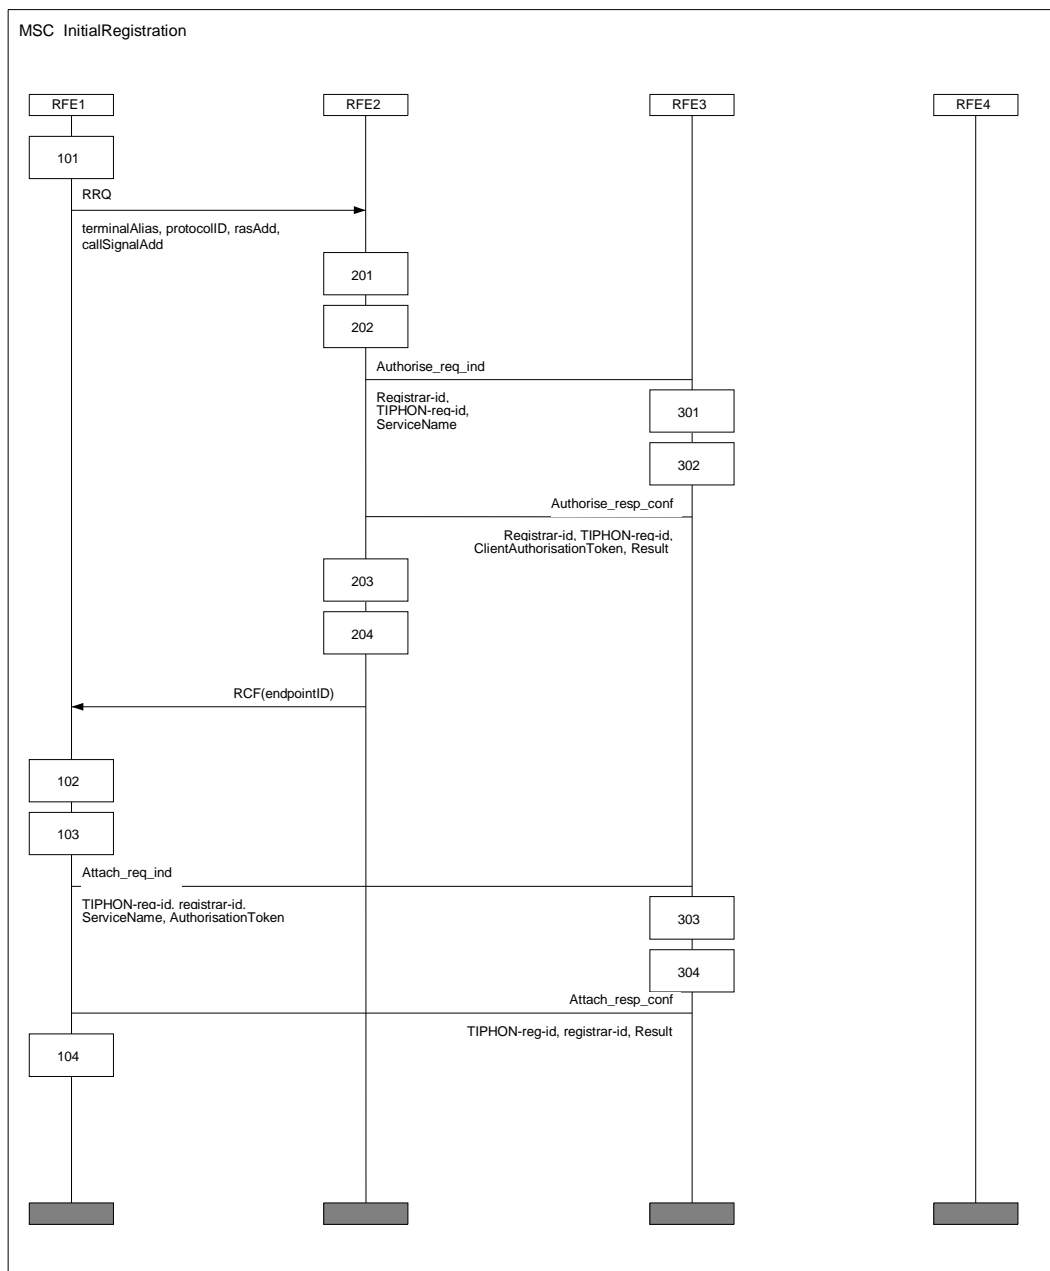 MSC InitialRegistration
RFE1
RFE2
RFE3
RFE4
101
RRQ
terminalAlias, protocolID, rasAdd,
callSignalAdd
201
202
Authorise_req_ind
Registrar-id,
TIPHON-reg-id,
ServiceName
301
302
Authorise_resp_conf
Registrar-id, TIPHON-reg-id,
ClientAuthorisationToken, Result
203
204
RCF(endpointID)
102
103
Attach_req_ind
TIPHON-reg-id, registrar-id,
ServiceName, AuthorisationToken
303
304
Attach_resp_conf
TIPHON-reg-id, registrar-id, Result
104